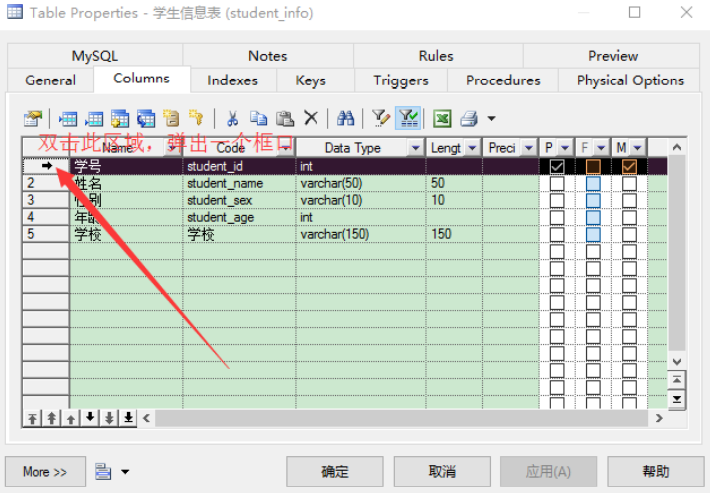 Table Properties - 学生信息表 (student_info)
MySQL Notes Rules Preview
General Columns Indexes Keys Triggers Procedures Physical Options
双击此区域，弹出一个框口
Name Code Data Type Lengt Preci P F M
学号 student_id int
2 姓名 student_name varchar(50) 50
3 性别 student_sex varchar(10) 10
4 年龄 student_age int
5 学校 学校 varchar(150) 150
More >> 确定 取消 应用(A) 帮助